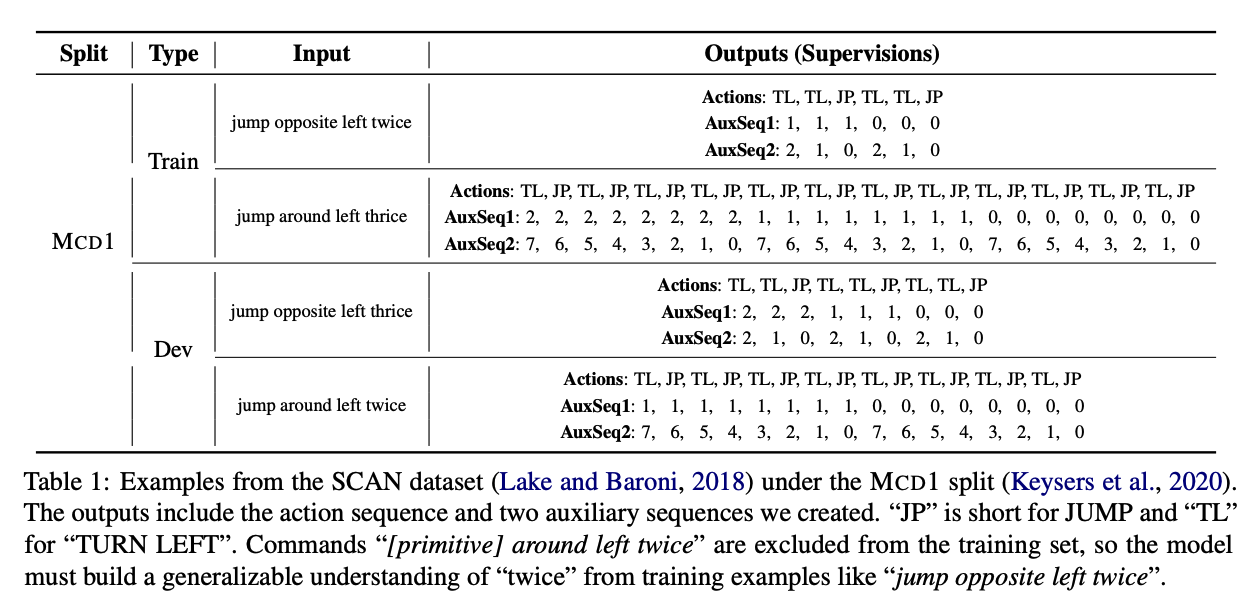 Split Type Input Outputs (Supervisions)
Actions: TL, TL, JP, TL, TL, JP
jump opposite left twice
AuxSeq1: 1, 1, 1, 0, 0, 0
AuxSeq2: 2, 1, 0, 2, 1, 0
Train
Actions: TL, JP, TL, JP, TL, JP, TL, JP, TL, JP, TL, JP, TL, JP, TL, JP, TL, JP, TL, JP, TL, JP, TL, JP
jump around left thrice
AuxSeq1: 2, 2, 2, 2, 2, 2, 2, 2, 1, 1, 1, 1, 1, 1, 1, 1, 0, 0, 0, 0, 0, 0, 0, 0
AuxSeq2: 7, 6, 5, 4, 3, 2, 1, 0, 7, 6, 5, 4, 3, 2, 1, 0, 7, 6, 5, 4, 3, 2, 1, 0
MCD1
Actions: TL, TL, JP, TL, TL, JP, TL, TL, JP
jump opposite left thrice
AuxSeq1: 2, 2, 2, 1, 1, 1, 0, 0, 0
AuxSeq2: 2, 1, 0, 2, 1, 0, 2, 1, 0
Dev
Actions: TL, JP, TL, JP, TL, JP, TL, JP, TL, JP, TL, JP, TL, JP, TL, JP
jump around left twice
AuxSeq1: 1, 1, 1, 1, 1, 1, 1, 1, 0, 0, 0, 0, 0, 0, 0, 0
AuxSeq2: 7, 6, 5, 4, 3, 2, 1, 0, 7, 6, 5, 4, 3, 2, 1, 0
Table 1: Examples from the SCAN dataset (Lake and Baroni, 2018) under the MCD1 split (Keysers et al., 2020).
The outputs include the action sequence and two auxiliary sequences we created. “JP” is short for JUMP and “TL”
for “TURN LEFT”. Commands “[primitive] around left twice” are excluded from the training set, so the model
must build a generalizable understanding of “twice” from training examples like “jump opposite left twice”.